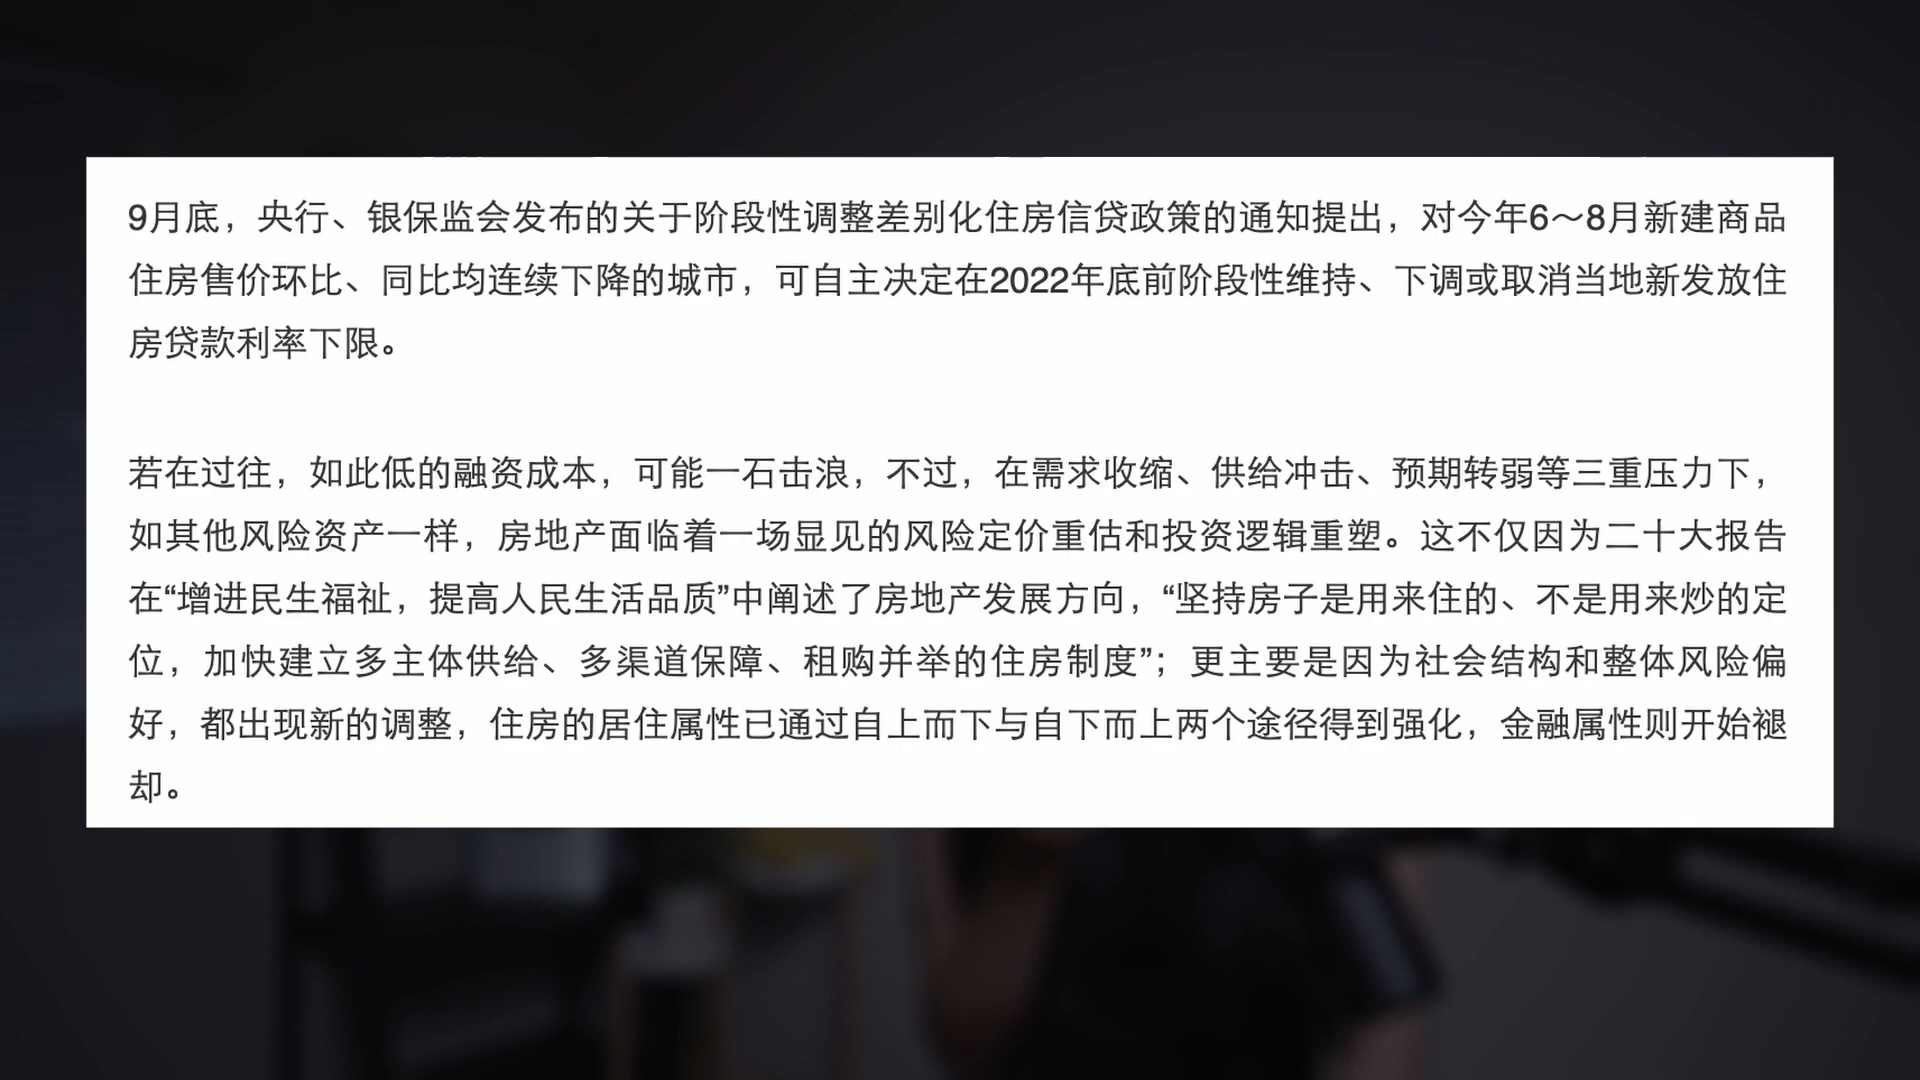 9月底，央行、银保监会发布的关于阶段性调整差别化住房信贷政策的通知提出，对今年6～8月新建商品
住房售价环比、同比均连续下降的城市，可自主决定在2022年底前阶段性维持、下调或取消当地新发放住
房贷款利率下限。
若在过往，如此低的融资成本，可能一石击浪，不过，在需求收缩、供给冲击、预期转弱等三重压力下，
如其他风险资产一样，房地产面临着一场显见的风险定价重估和投资逻辑重塑。这不仅因为二十大报告
在“增进民生福祉，提高人民生活品质”中阐述了房地产发展方向，“坚持房子是用来住的、不是用来炒的定
位，加快建立多主体供给、多渠道保障、租购并举的住房制度”；更主要是因为社会结构和整体风险偏
好，都出现新的调整，住房的居住属性已通过自上而下与自下而上两个途径得到强化，金融属性则开始褪
却。